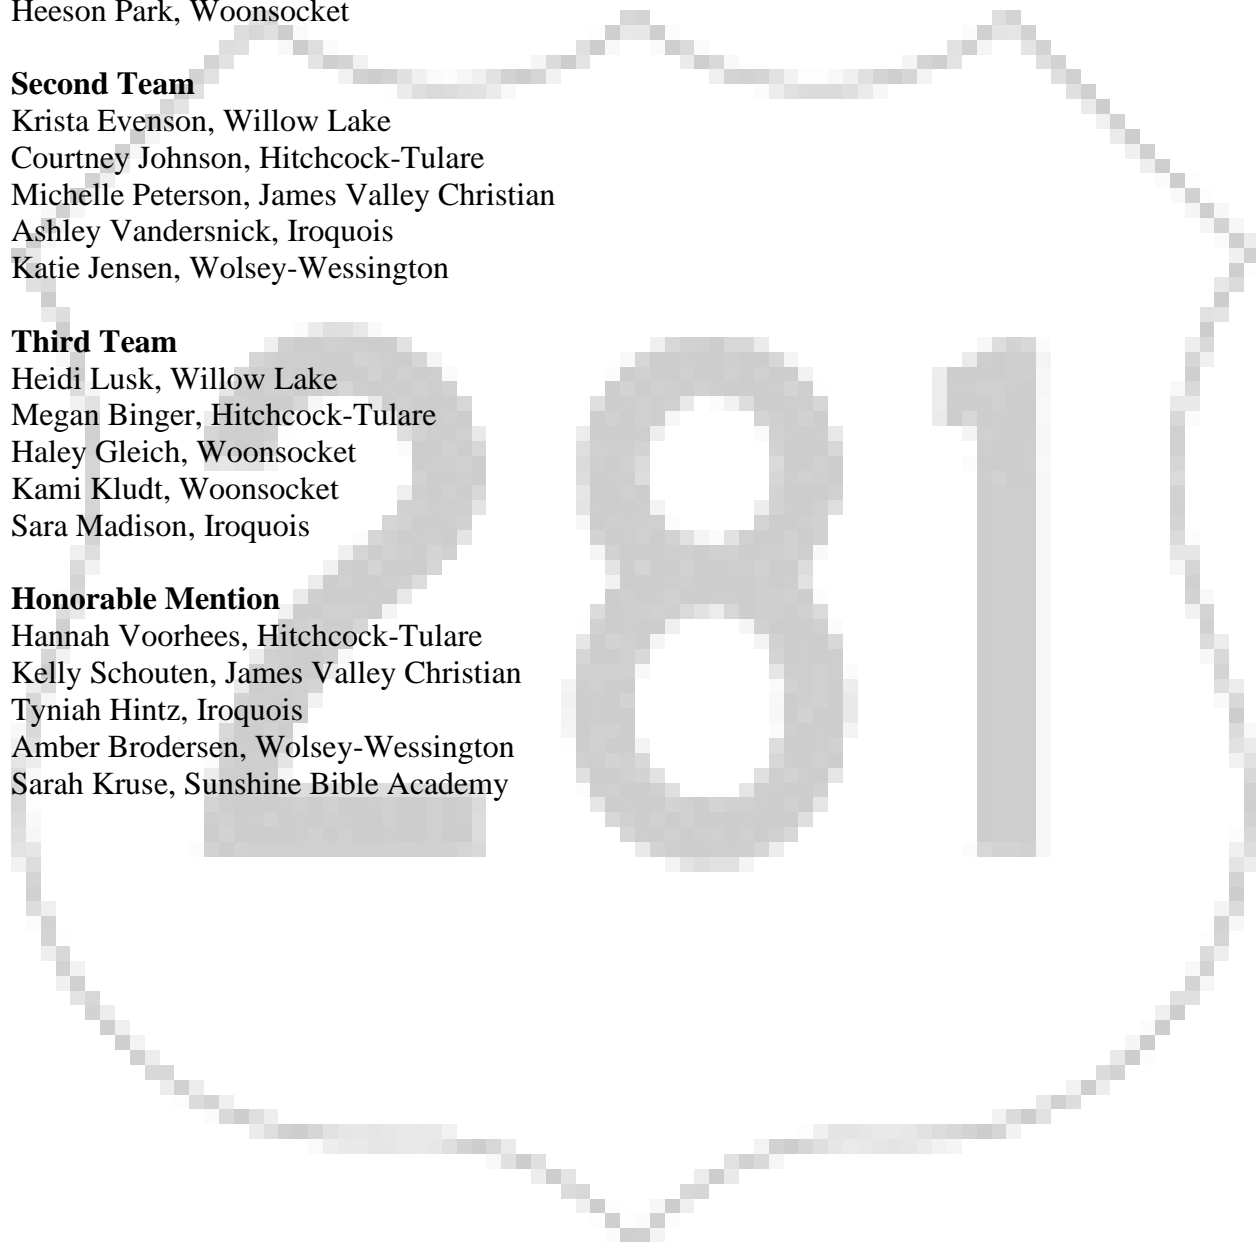 Heeson Park, Woonsocket
Second Team
Krista Evenson, Willow Lake
Courtney Johnson, Hitchcock-Tulare
Michelle Peterson, James Valley Christian
Ashley Vandersnick, Iroquois
Katie Jensen, Wolsey-Wessington
Third Team
Heidi Lusk, Willow Lake
Megan Binger, Hitchcock-Tulare
Haley Gleich, Woonsocket
Kami Kludt, Woonsocket
Sara Madison, Iroquois
Honorable Mention
Hannah Voorhees, Hitchcock-Tulare
Kelly Schouten, James Valley Christian
Tyniah Hintz, Iroquois
Amber Brodersen, Wolsey-Wessington
Sarah Kruse, Sunshine Bible Academy
281